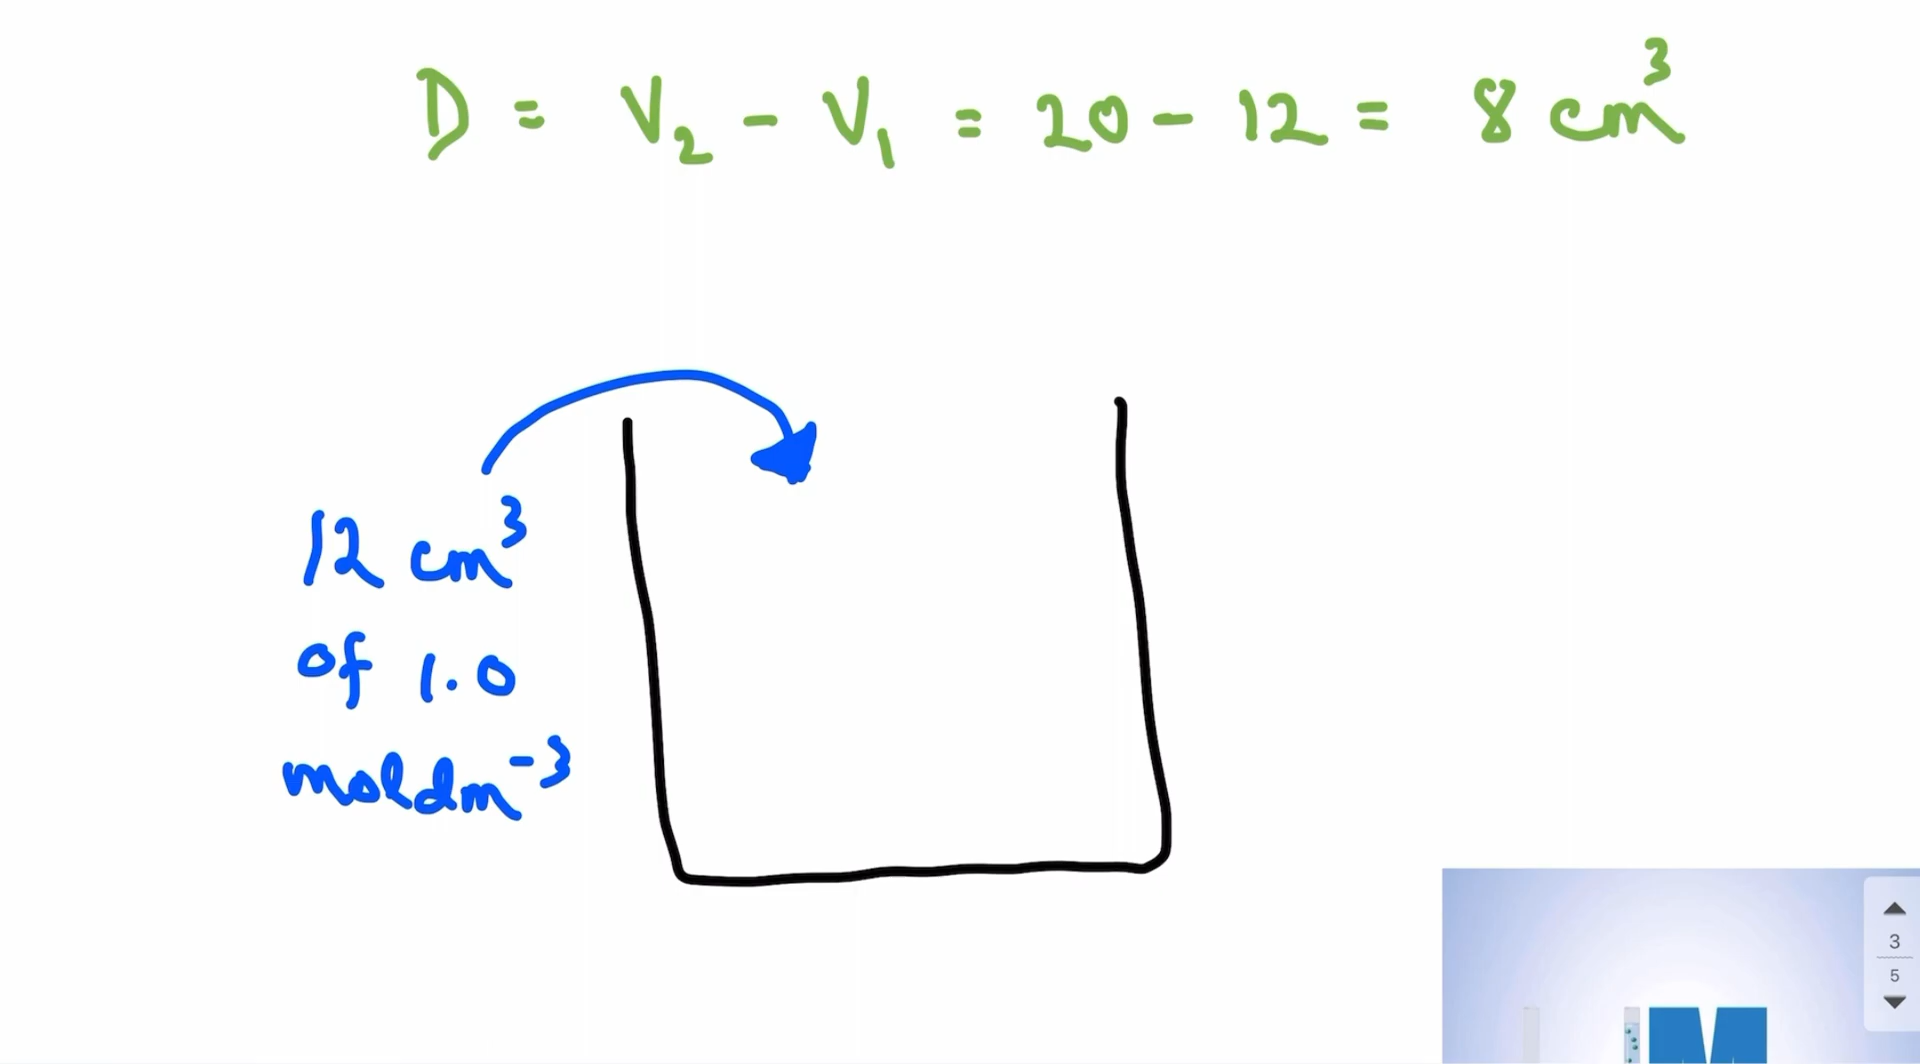 D = V₂ - V₁ = 20 - 12 = 8 cm³
12 cm³
of 1.0
moldm⁻³
3
5
M